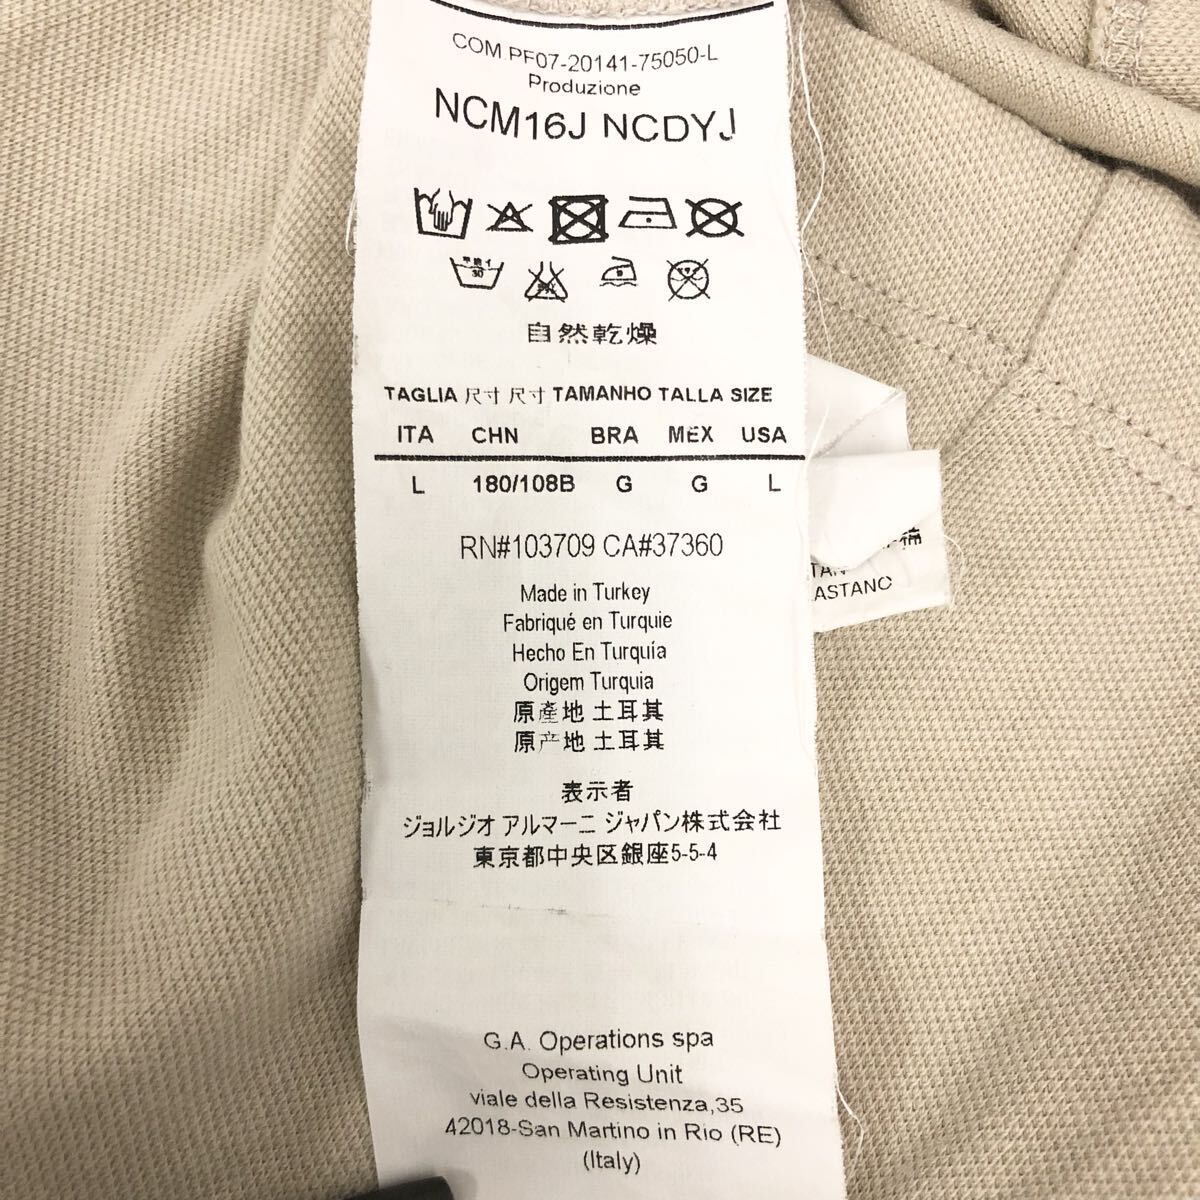 COM.PF07-20141-75050-L
Produzione
NCM16J NCDYJ
自然乾燥
TAGLIA 尺寸 尺寸 TAMANHO TALLA SIZE
ITA CHN BRA MEX USA
L 180/108B G G L
RN#103709 CA#37360
Made in Turkey
Fabriqué en Turquie
Hecho En Turquía
Origem Turquia
原產地 土耳其
原产地 土耳其
表示者
ジョルジオ アルマーニ ジャパン株式会社
東京都中央区銀座5-5-4
G.A. Operations spa
Operating Unit
viale della Resistenza,35
42018-San Martino in Rio (RE)
(Italy)
TAN
ASTANO